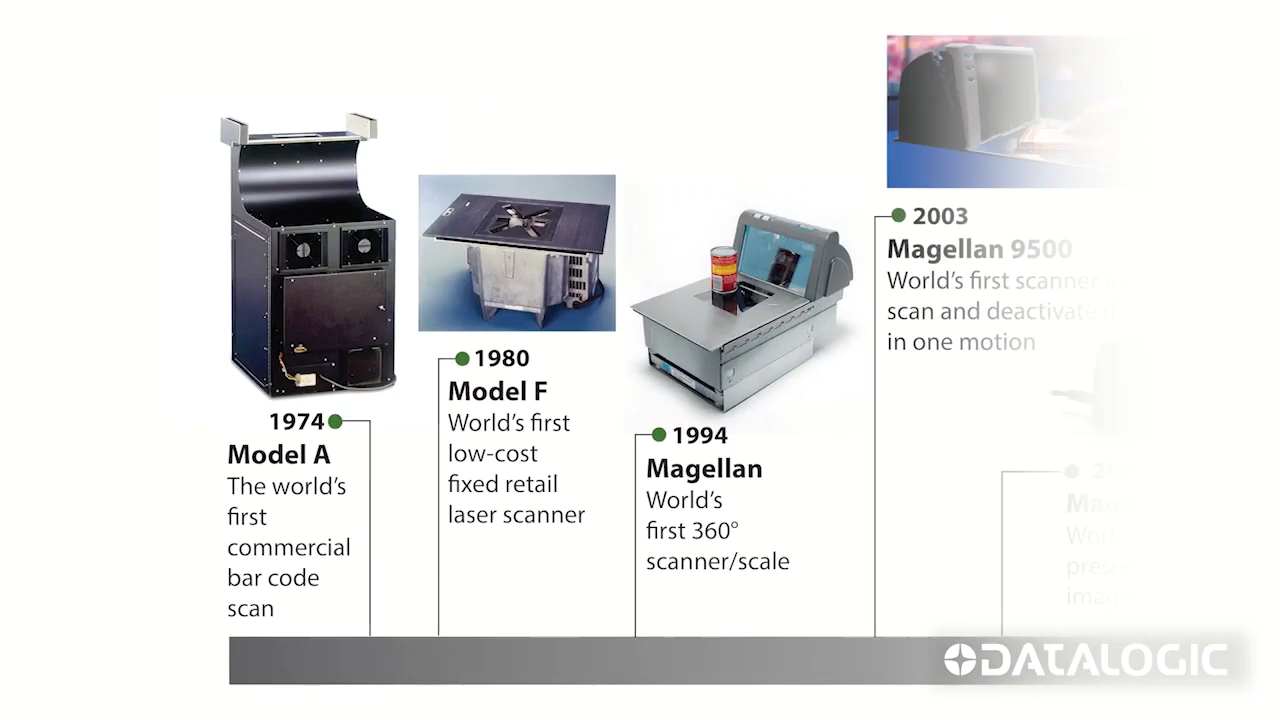 1974
Model A
The world's
first
commercial
bar code
scan
1980
Model F
World's first
low-cost
fixed retail
laser scanner
1994
Magellan
World's
first 360°
scanner/scale
2003
Magellan 9500
World's first scanner
scan and deactivate
in one motion
DATALOGIC